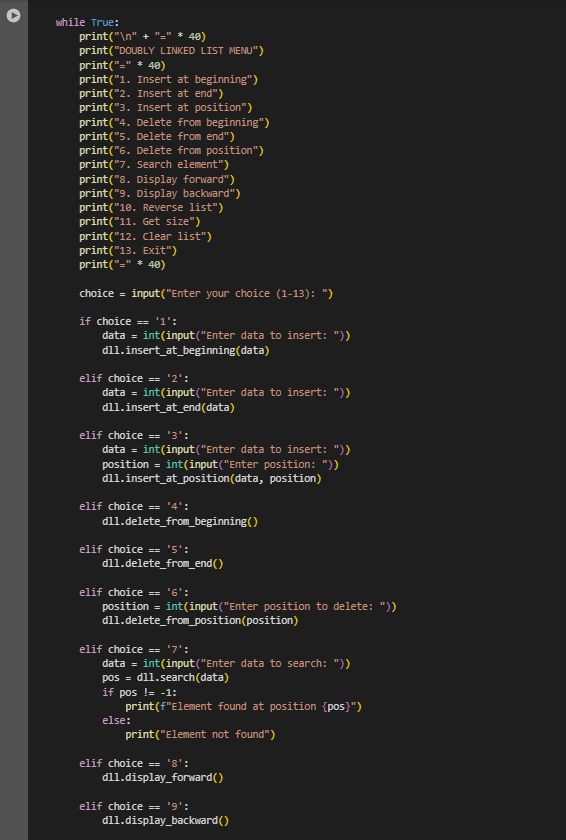 while True:
    print("\n" + "=" * 40)
    print("DOUBLY LINKED LIST MENU")
    print("=" * 40)
    print("1. Insert at beginning")
    print("2. Insert at end")
    print("3. Insert at position")
    print("4. Delete from beginning")
    print("5. Delete from end")
    print("6. Delete from position")
    print("7. Search element")
    print("8. Display forward")
    print("9. Display backward")
    print("10. Reverse list")
    print("11. Get size")
    print("12. Clear list")
    print("13. Exit")
    print("=" * 40)

    choice = input("Enter your choice (1-13): ")

    if choice == '1':
        data = int(input("Enter data to insert: "))
        dll.insert_at_beginning(data)

    elif choice == '2':
        data = int(input("Enter data to insert: "))
        dll.insert_at_end(data)

    elif choice == '3':
        data = int(input("Enter data to insert: "))
        position = int(input("Enter position: "))
        dll.insert_at_position(data, position)

    elif choice == '4':
        dll.delete_from_beginning()

    elif choice == '5':
        dll.delete_from_end()

    elif choice == '6':
        position = int(input("Enter position to delete: "))
        dll.delete_from_position(position)

    elif choice == '7':
        data = int(input("Enter data to search: "))
        pos = dll.search(data)
        if pos != -1:
            print(f"Element found at position {pos}")
        else:
            print("Element not found")

    elif choice == '8':
        dll.display_forward()

    elif choice == '9':
        dll.display_backward()